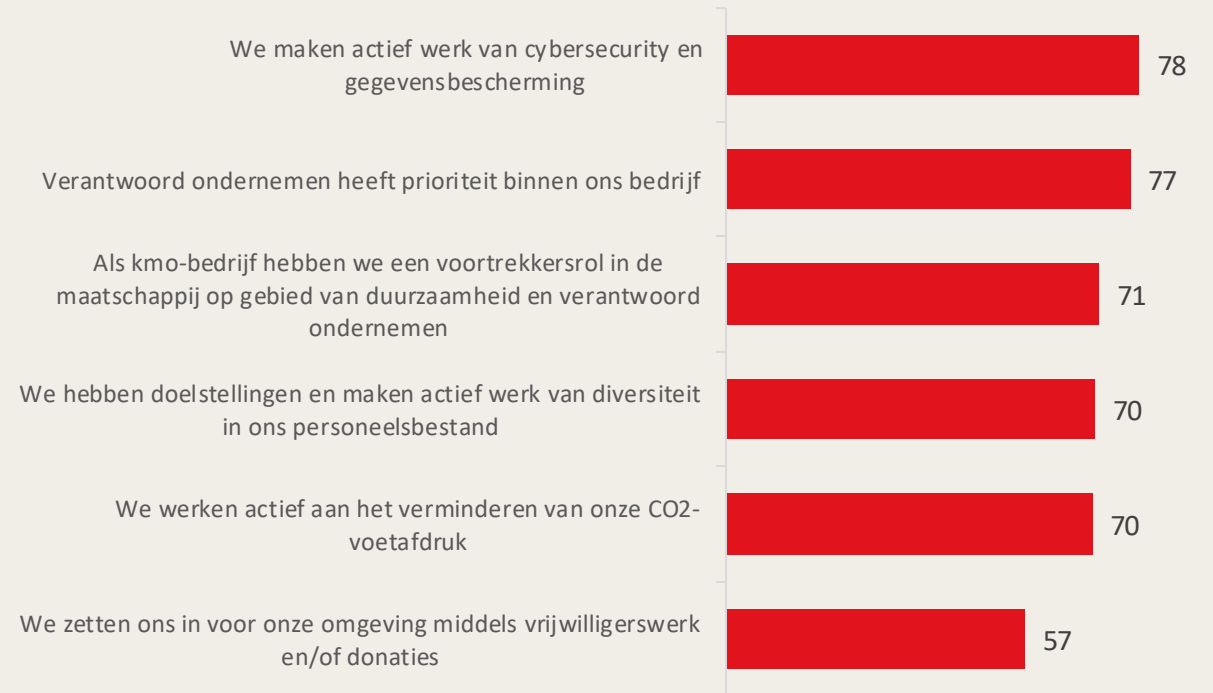 We maken actief werk van cybersecurity en
gegevensbescherming
78
Verantwoord ondernemen heeft prioriteit binnen ons bedrijf
77
Als kmo-bedrijf hebben we een voortrekkersrol in de
maatschappij op gebied van duurzaamheid en verantwoord
ondernemen
71
We hebben doelstellingen en maken actief werk van diversiteit
in ons personeelsbestand
70
We werken actief aan het verminderen van onze CO2-
voetafdruk
70
We zetten ons in voor onze omgeving middels vrijwilligerswerk
en/of donaties
57